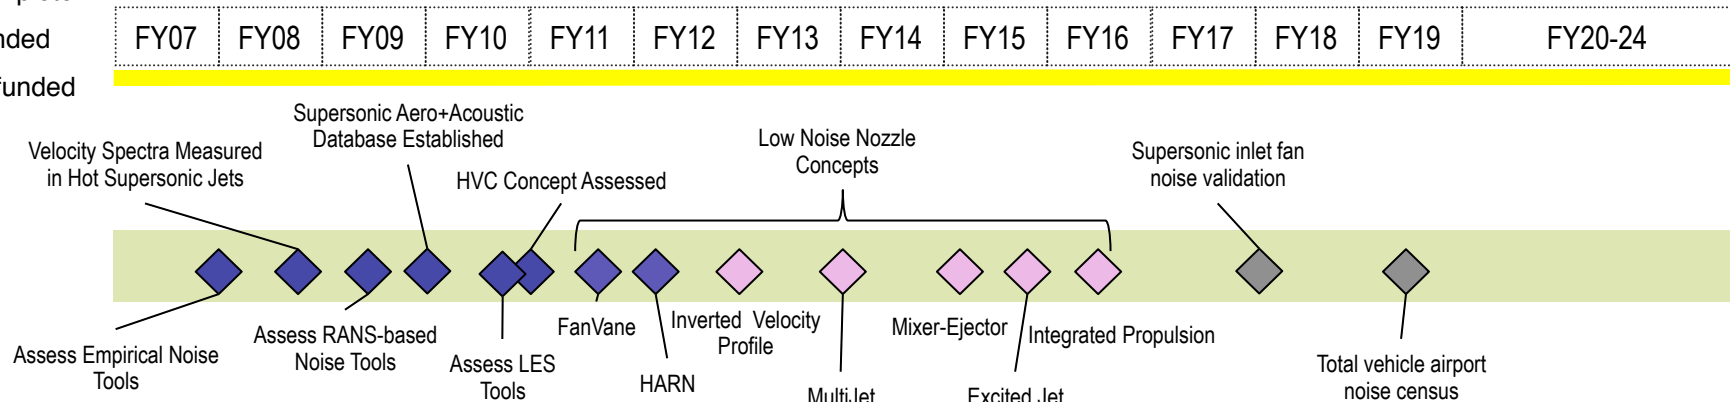 FY07 FY08 FY09 FY10 FY11 FY12 FY13 FY14 FY15 FY16 FY17 FY18 FY19 FY20-24
Supersonic Aero+Acoustic
Database Established
Velocity Spectra Measured
in Hot Supersonic Jets
HVC Concept Assessed
Low Noise Nozzle
Concepts
Supersonic inlet fan
noise validation
Assess Empirical Noise
Tools
Assess RANS-based
Noise Tools
Assess LES
Tools
FanVane
HARN
Inverted Velocity
Profile
MultiJet
Mixer-Ejector
Excited Jet
Integrated Propulsion
Total vehicle airport
noise census